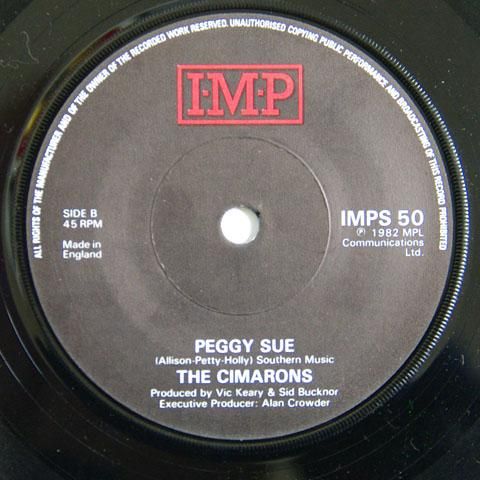 ALL RIGHTS OF THE MANUFACTURER AND OF THE OWNER OF THE RECORDED WORK RESERVED. UNAUTHORISED COPYING PUBLIC PERFORMANCE AND BROADCASTING OF THIS RECORD PROHIBITED
I·M·P
SIDE B
45 RPM
Made in
England
IMPS 50
℗ 1982 MPL
Communications
Ltd.
PEGGY SUE
(Allison-Petty-Holly) Southern Music
THE CIMARONS
Produced by Vic Keary & Sid Bucknor
Executive Producer: Alan Crowder